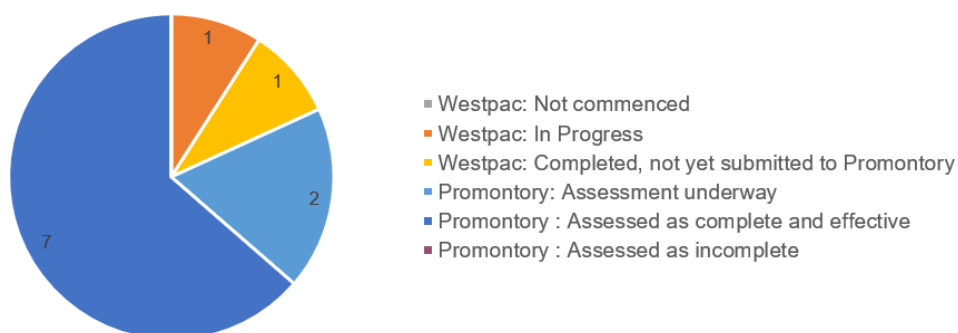 1
1
2
7
Westpac: Not commenced
Westpac: In Progress
Westpac: Completed, not yet submitted to Promontory
Promontory: Assessment underway
Promontory : Assessed as complete and effective
Promontory : Assessed as incomplete